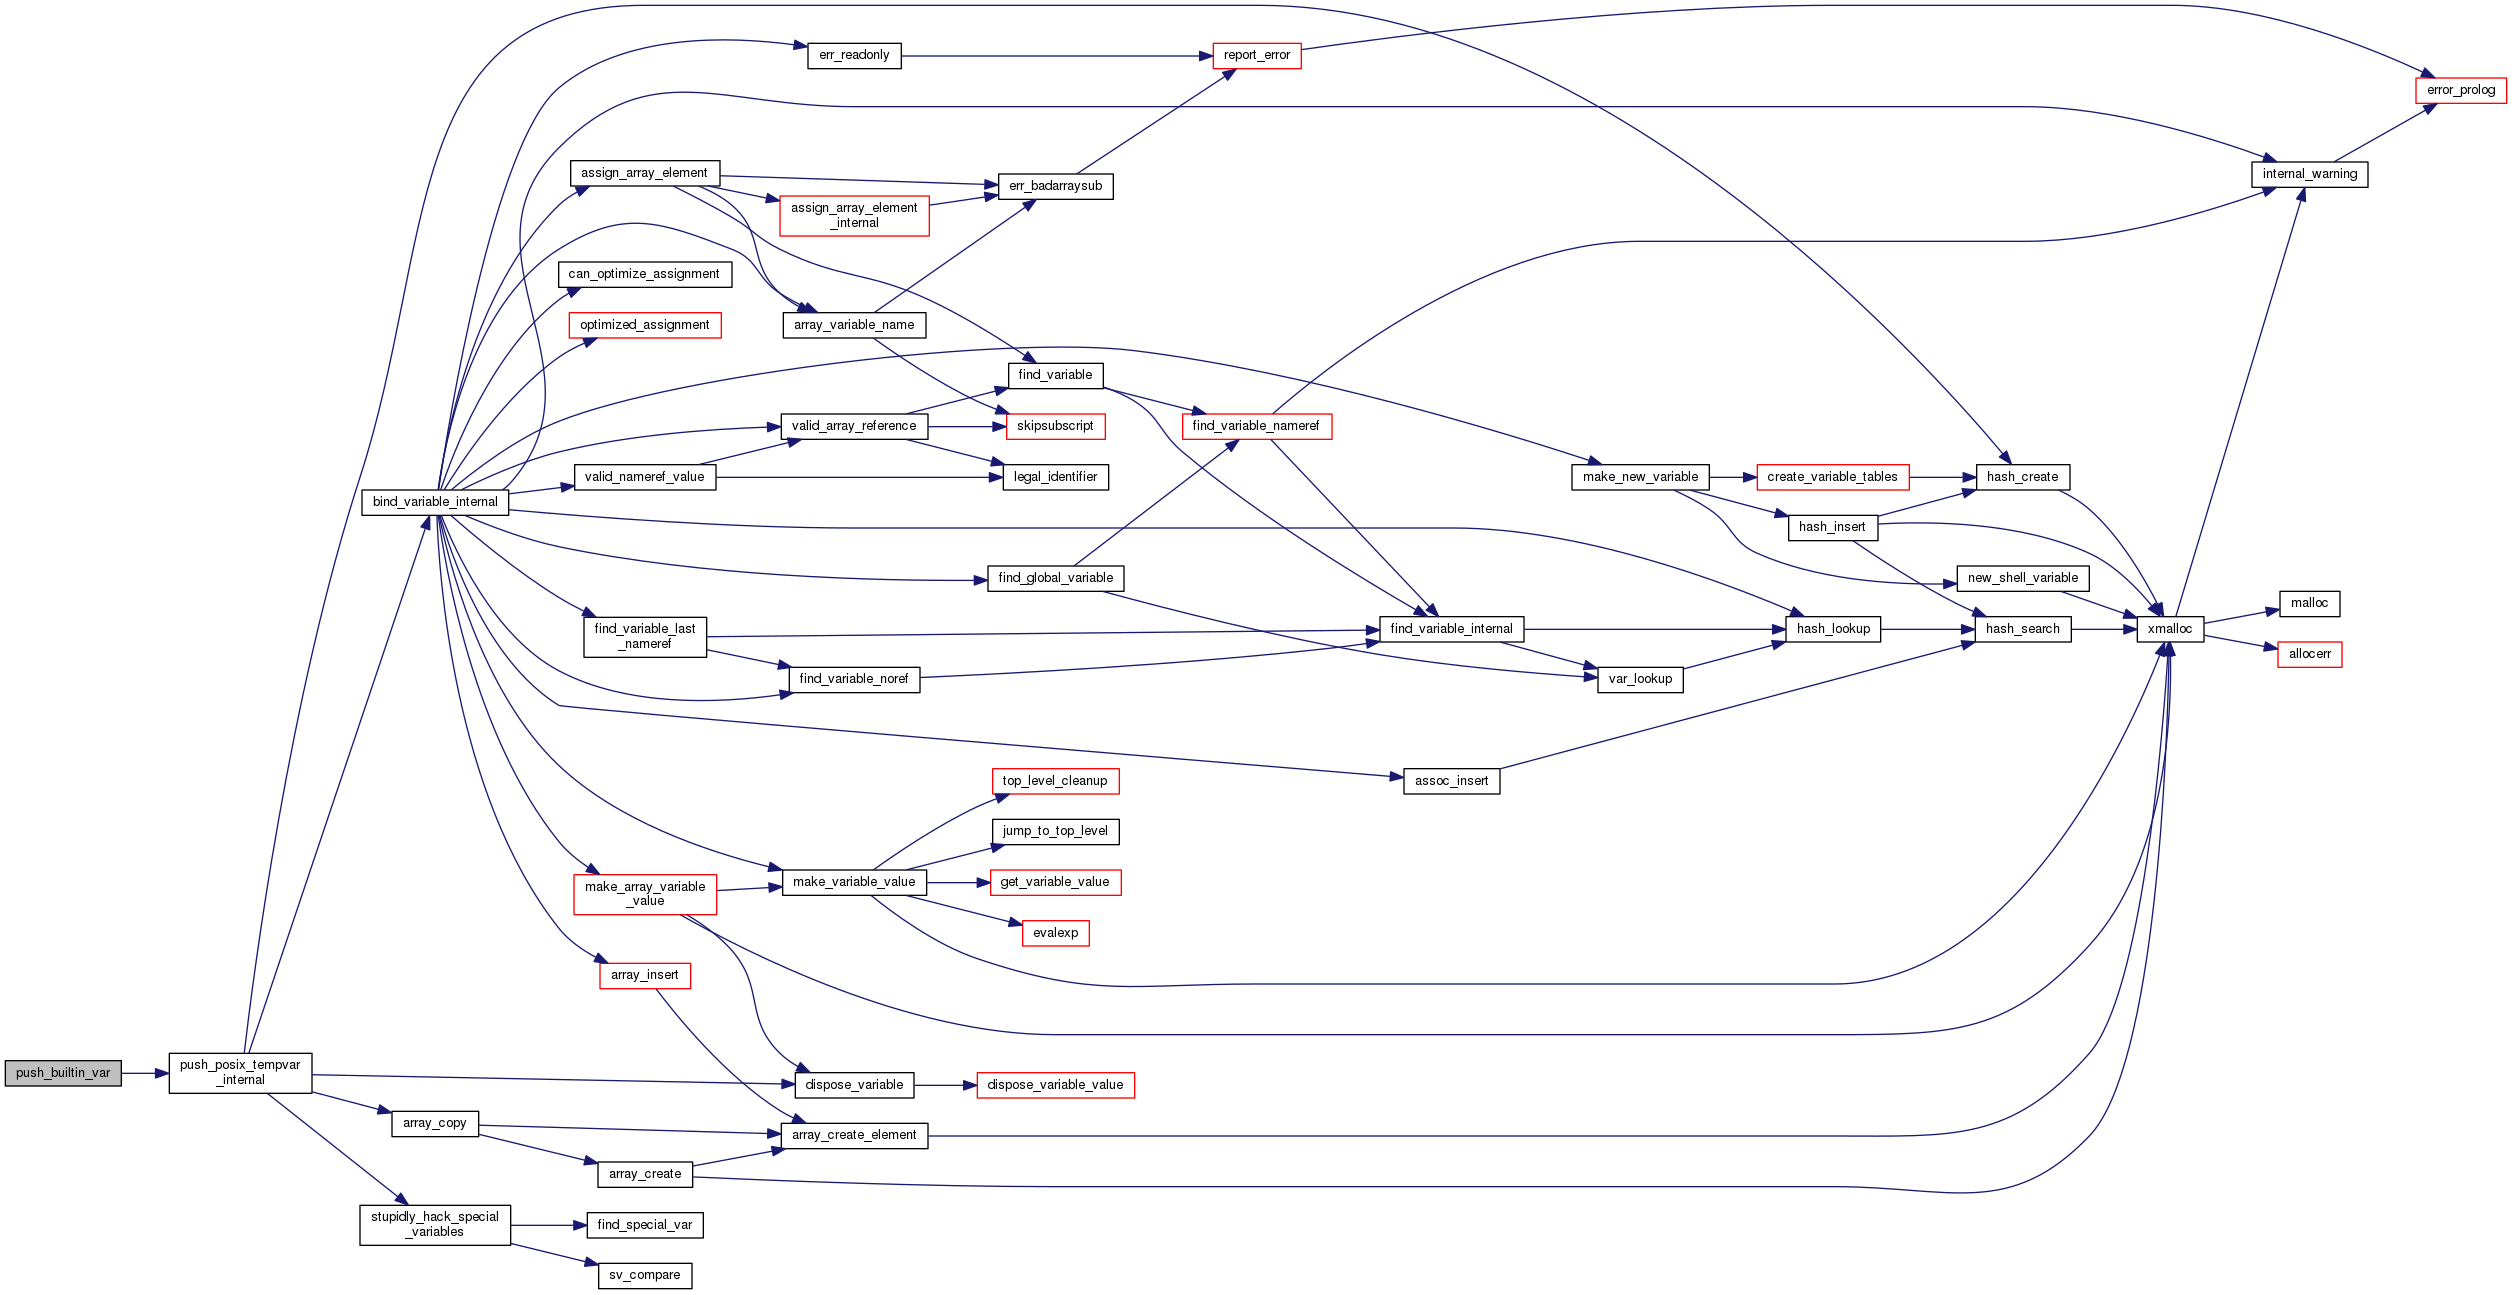 err_readonly
report_error
error_prolog
assign_array_element
err_badarraysub
internal_warning
assign_array_element
_internal
can_optimize_assignment
optimized_assignment
array_variable_name
find_variable
valid_array_reference
skipsubscript
find_variable_nameref
valid_nameref_value
legal_identifier
make_new_variable
create_variable_tables
hash_create
bind_variable_internal
hash_insert
find_global_variable
new_shell_variable
malloc
find_variable_last
_nameref
find_variable_internal
hash_lookup
hash_search
xmalloc
allocerr
find_variable_noref
var_lookup
top_level_cleanup
assoc_insert
jump_to_top_level
make_variable_value
get_variable_value
make_array_variable
_value
evalexp
array_insert
push_builtin_var
push_posix_tempvar
_internal
dispose_variable
dispose_variable_value
array_copy
array_create_element
array_create
stupidly_hack_special
_variables
find_special_var
sv_compare